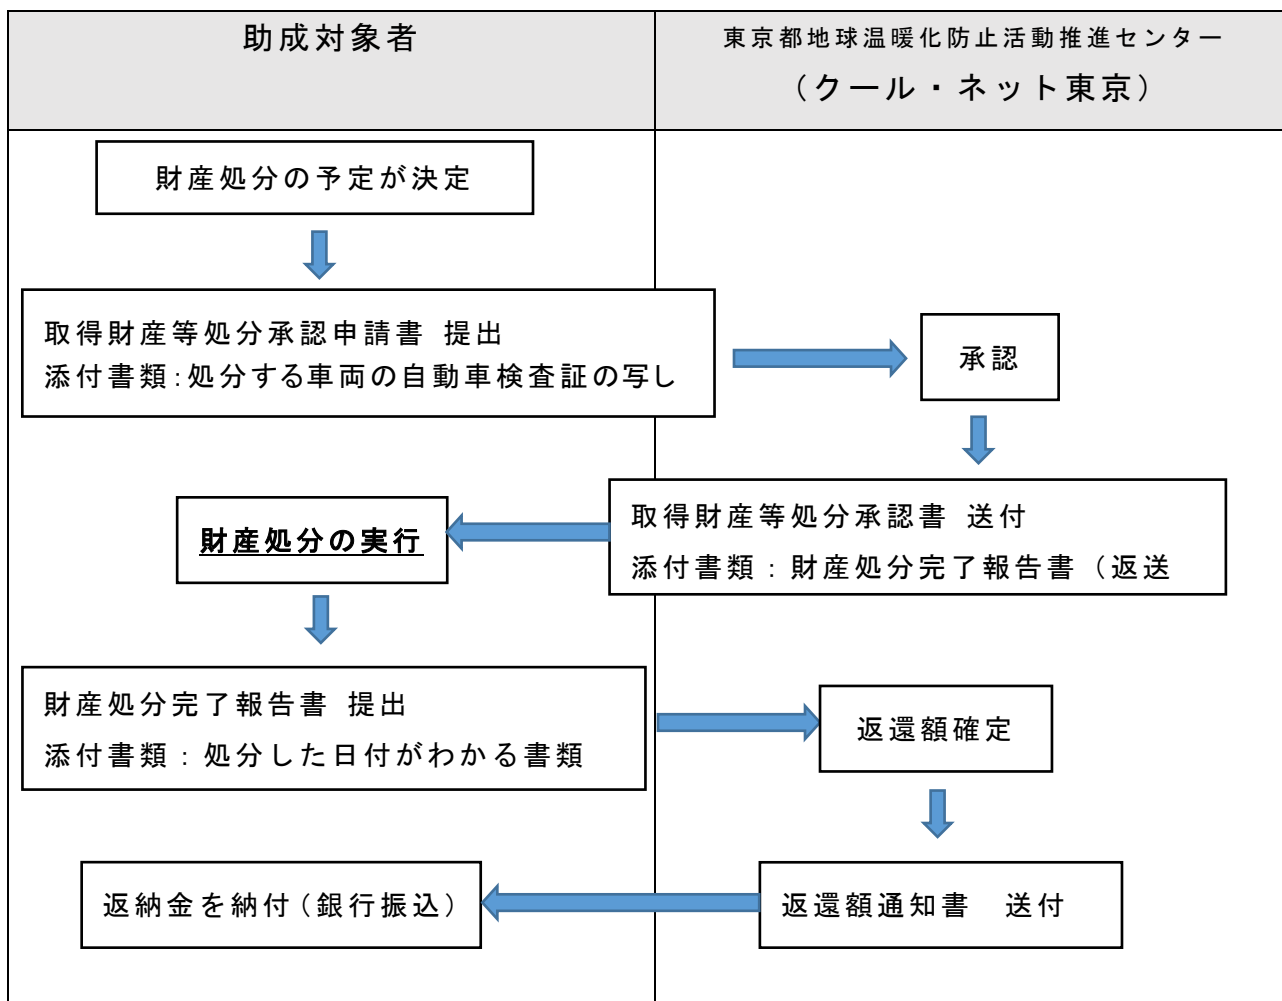 助成対象者
東京都地球温暖化防止活動推進センター
（クール・ネット東京）
財産処分の予定が決定
取得財産等処分承認申請書 提出
添付書類：処分する車両の自動車検査証の写し
承認
取得財産等処分承認書 送付
添付書類：財産処分完了報告書（返送
財産処分の実行
財産処分完了報告書 提出
添付書類：処分した日付がわかる書類
返還額確定
返還額通知書　送付
返納金を納付（銀行振込）